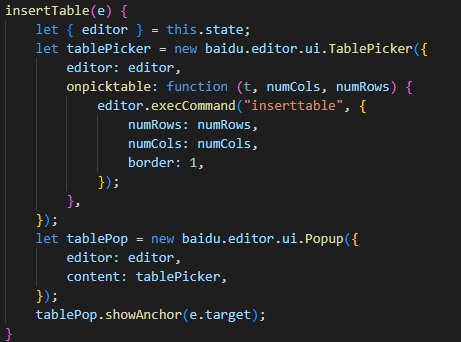 insertTable(e) {
    let { editor } = this.state;
    let tablePicker = new baidu.editor.ui.TablePicker({
        editor: editor,
        onpicktable: function (t, numCols, numRows) {
            editor.execCommand("inserttable", {
                numRows: numRows,
                numCols: numCols,
                border: 1,
            });
        },
    });
    let tablePop = new baidu.editor.ui.Popup({
        editor: editor,
        content: tablePicker,
    });
    tablePop.showAnchor(e.target);
}